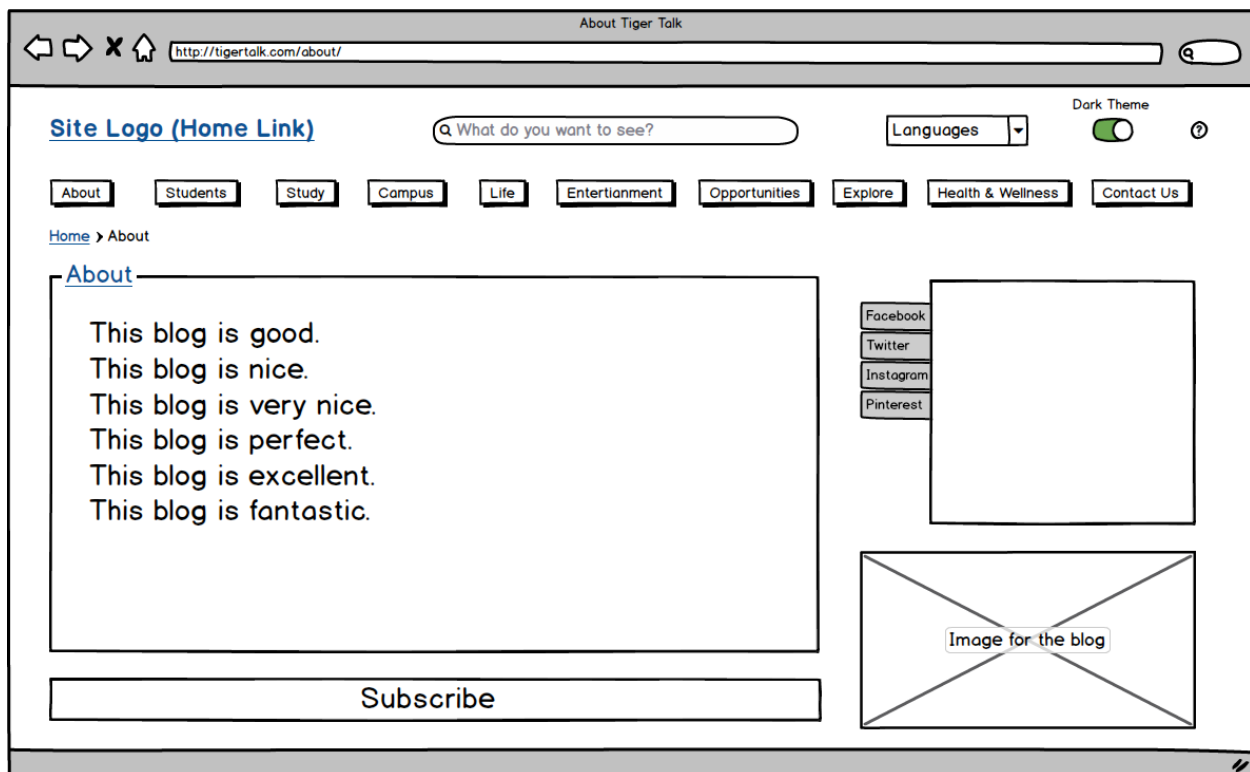 About Tiger Talk
http://tigertalk.com/about/
Dark Theme
Site Logo (Home Link)
What do you want to see?
Languages
?
About
Students
Study
Campus
Life
Entertianment
Opportunities
Explore
Health & Wellness
Contact Us
Home > About
About
This blog is good.
This blog is nice.
This blog is very nice.
This blog is perfect.
This blog is excellent.
This blog is fantastic.
Subscribe
Facebook
Twitter
Instagram
Pinterest
Image for the blog